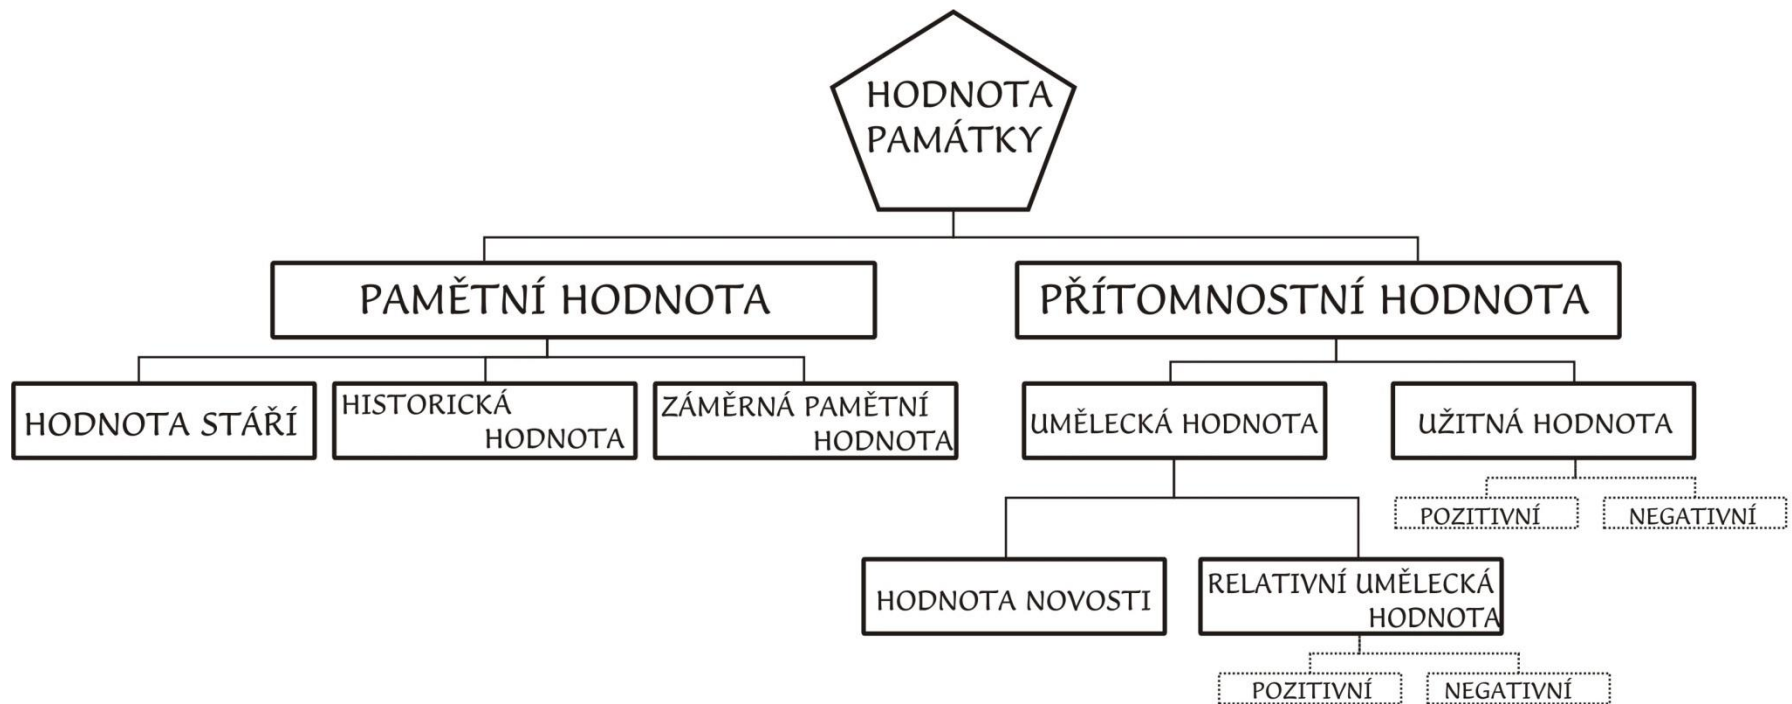 HODNOTA
PAMÁTKY
PAMĚTNÍ HODNOTA
PŘÍTOMNOSTNÍ HODNOTA
HODNOTA STÁŘÍ
HISTORICKÁ
HODNOTA
ZÁMĚRNÁ PAMĚTNÍ
HODNOTA
UMĚLECKÁ HODNOTA
UŽITNÁ HODNOTA
POZITIVNÍ
NEGATIVNÍ
HODNOTA NOVOSTI
RELATIVNÍ UMĚLECKÁ
HODNOTA
POZITIVNÍ
NEGATIVNÍ